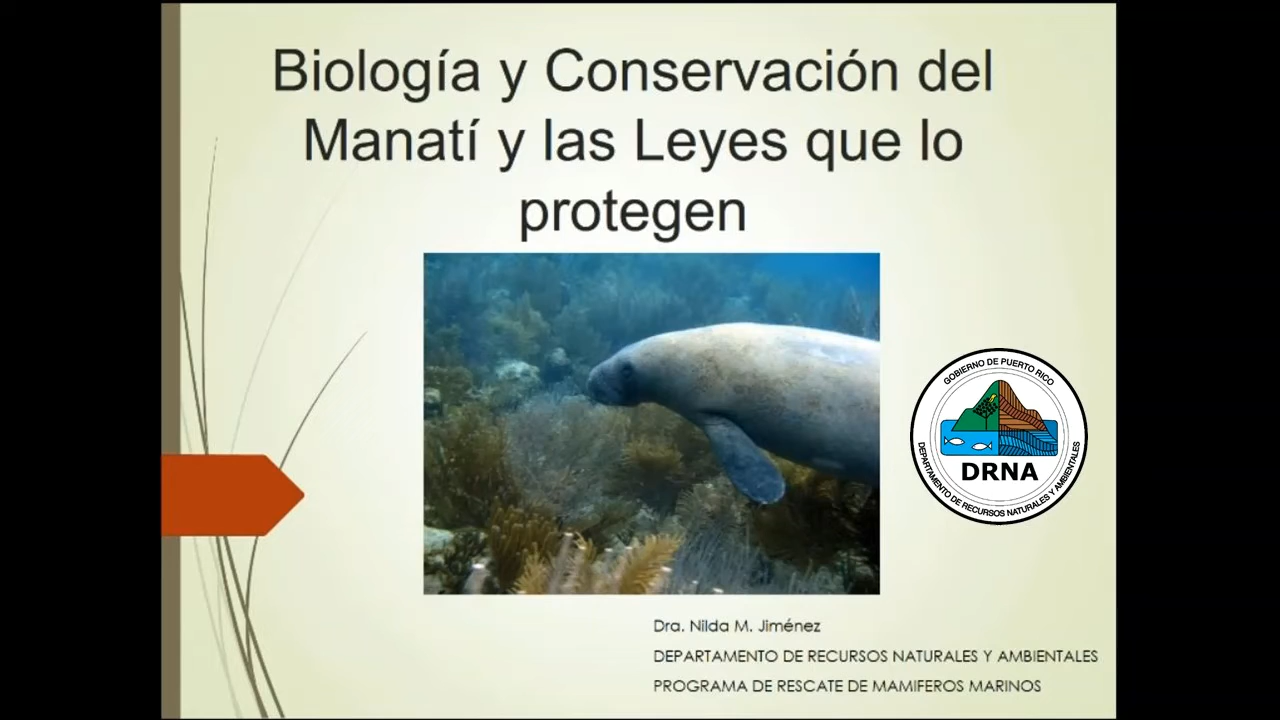 Biología y Conservación del
Manatí y las Leyes que lo
protegen
GOBIERNO DE PUERTO RICO
DRNA
DEPARTAMENTO DE RECURSOS NATURALES Y AMBIENTALES
Dra. Nilda M. Jiménez
DEPARTAMENTO DE RECURSOS NATURALES Y AMBIENTALES
PROGRAMA DE RESCATE DE MAMIFEROS MARINOS